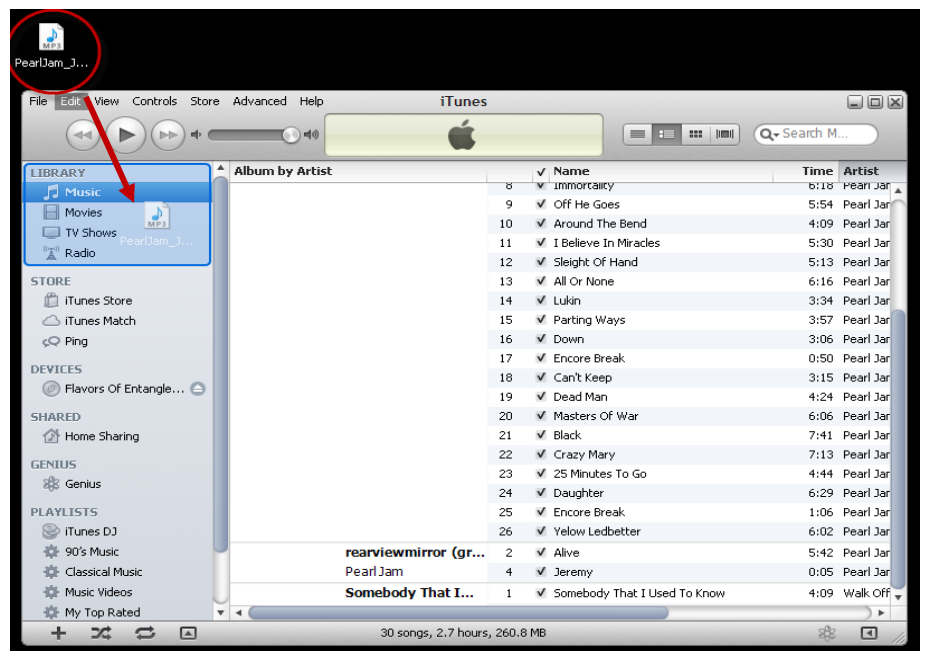 MP3
PearlJam_J...
File Edit View Controls Store Advanced Help
iTunes
Search M...
LIBRARY
Music
Movies
MP3
TV Shows
PearlJam_J...
Radio
STORE
iTunes Store
iTunes Match
Ping
DEVICES
Flavors Of Entangle...
SHARED
Home Sharing
GENIUS
Genius
PLAYLISTS
iTunes DJ
90's Music
Classical Music
Music Videos
My Top Rated
Album by Artist ✓ Name Time Artist
8 ✓ Immortality 6:18 Pearl Jar
9 ✓ Off He Goes 5:54 Pearl Jar
10 ✓ Around The Bend 4:09 Pearl Jar
11 ✓ I Believe In Miracles 5:30 Pearl Jar
12 ✓ Sleight Of Hand 5:13 Pearl Jar
13 ✓ All Or None 6:16 Pearl Jar
14 ✓ Lukin 3:34 Pearl Jar
15 ✓ Parting Ways 3:57 Pearl Jar
16 ✓ Down 3:06 Pearl Jar
17 ✓ Encore Break 0:50 Pearl Jar
18 ✓ Can't Keep 3:15 Pearl Jar
19 ✓ Dead Man 4:24 Pearl Jar
20 ✓ Masters Of War 6:06 Pearl Jar
21 ✓ Black 7:41 Pearl Jar
22 ✓ Crazy Mary 7:13 Pearl Jar
23 ✓ 25 Minutes To Go 4:44 Pearl Jar
24 ✓ Daughter 6:29 Pearl Jar
25 ✓ Encore Break 1:06 Pearl Jar
26 ✓ Yelow Ledbetter 6:02 Pearl Jar
rearviewmirror (gr... 2 ✓ Alive 5:42 Pearl Jar
Pearl Jam 4 ✓ Jeremy 0:05 Pearl Jar
Somebody That I... 1 ✓ Somebody That I Used To Know 4:09 Walk Off
30 songs, 2.7 hours, 260.8 MB